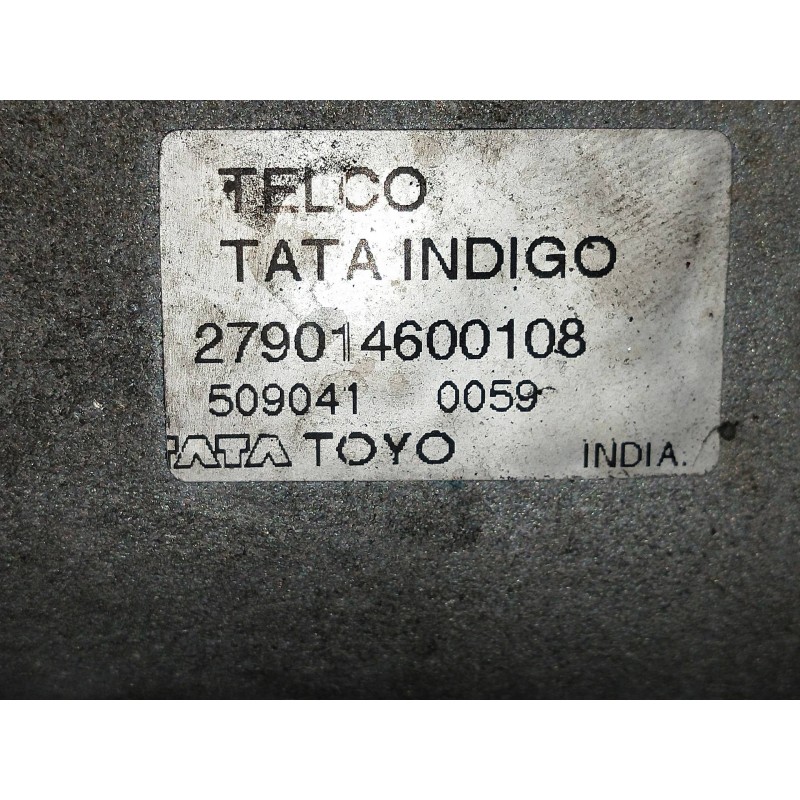 TELCO
TATA INDIGO
279014600108
509041 0059
TATA TOYO INDIA.